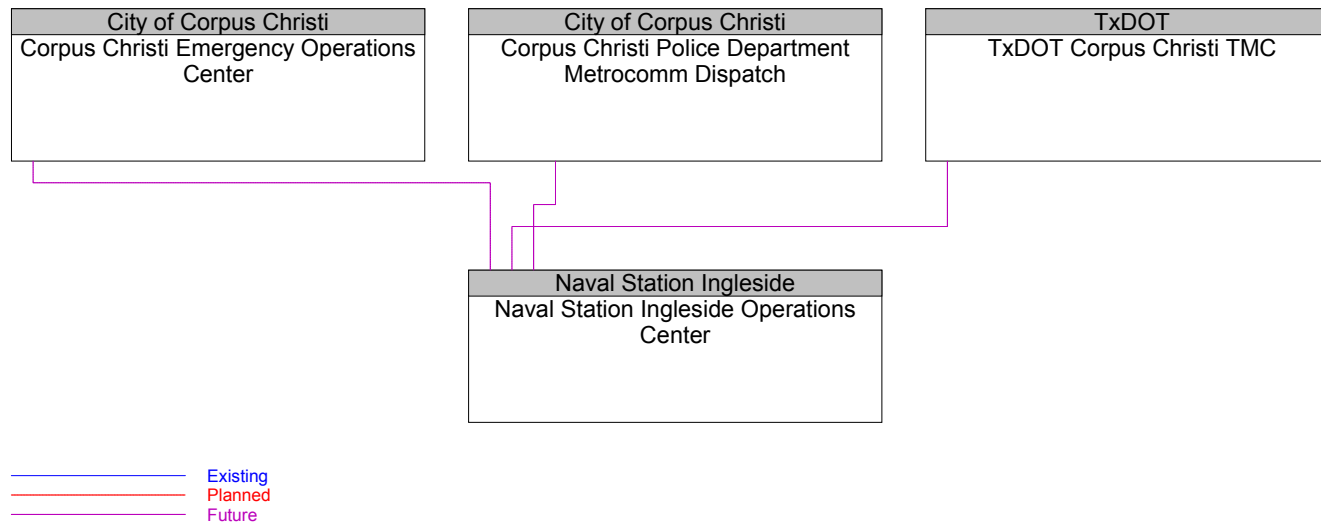 City of Corpus Christi
Corpus Christi Emergency Operations
Center
City of Corpus Christi
Corpus Christi Police Department
Metrocomm Dispatch
TxDOT
TxDOT Corpus Christi TMC
Naval Station Ingleside
Naval Station Ingleside Operations
Center
Existing
Planned
Future